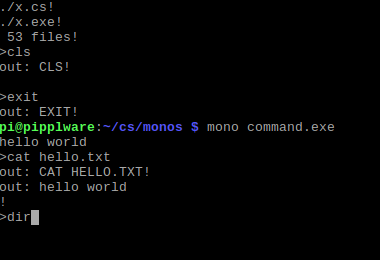 ./x.cs!
./x.exe!
 53 files!
>cls
out: CLS!

>exit
out: EXIT!
pi@pipplware:~/cs/monos $ mono command.exe
hello world
>cat hello.txt
out: CAT HELLO.TXT!
out: hello world
!
>dir